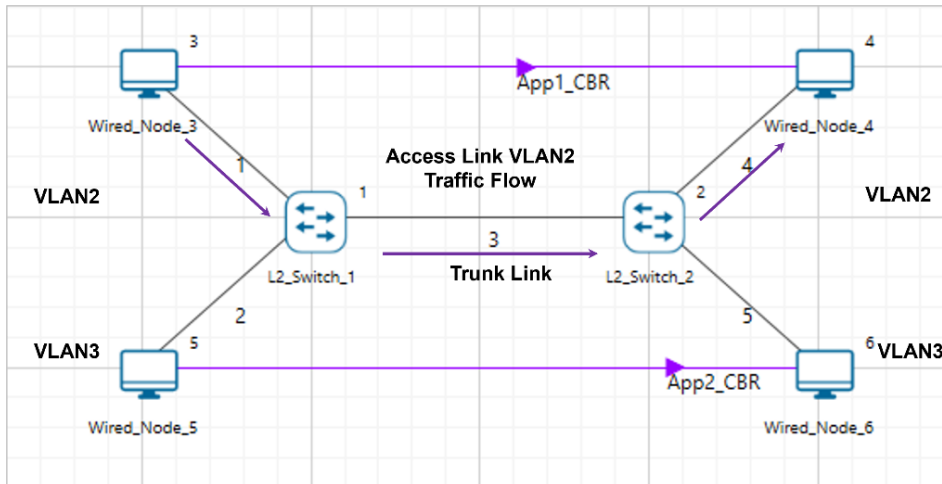 3
4
App1_CBR
Wired_Node_3
Wired_Node_4
1
Access Link VLAN2
Traffic Flow
4
VLAN2
1
2
VLAN2
3
L2_Switch_1
Trunk Link
L2_Switch_2
2
5
VLAN3
5
6
VLAN3
App2_CBR
Wired_Node_5
Wired_Node_6